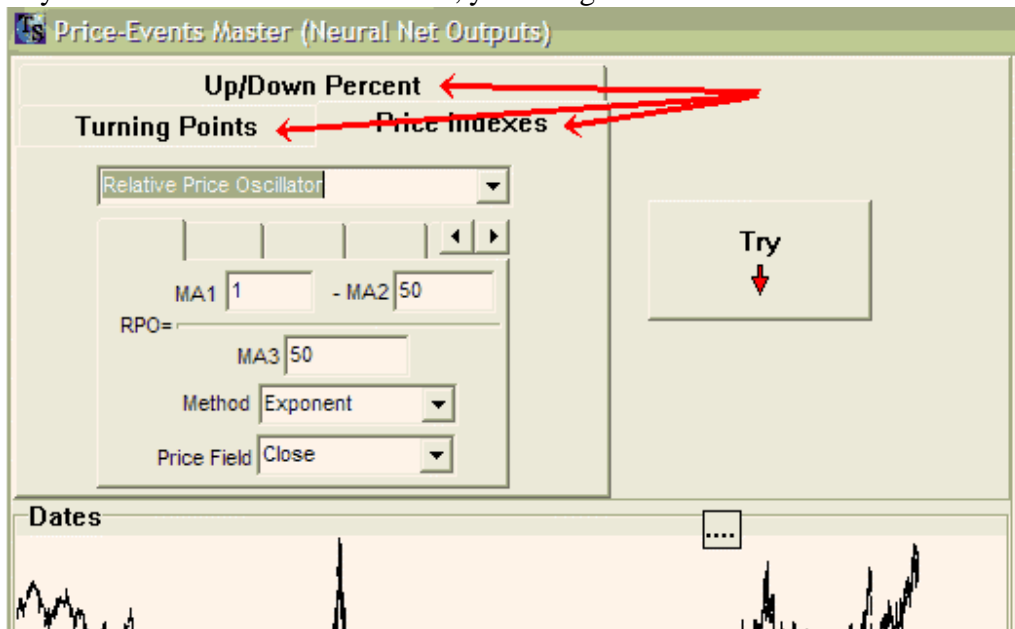 Price-Events Master (Neural Net Outputs)
Up/Down Percent
Turning Points Price Indexes
Relative Price Oscillator
Try
MA1 1 - MA2 50
RPO=
MA3 50
Method Exponent
Price Field Close
Dates
....